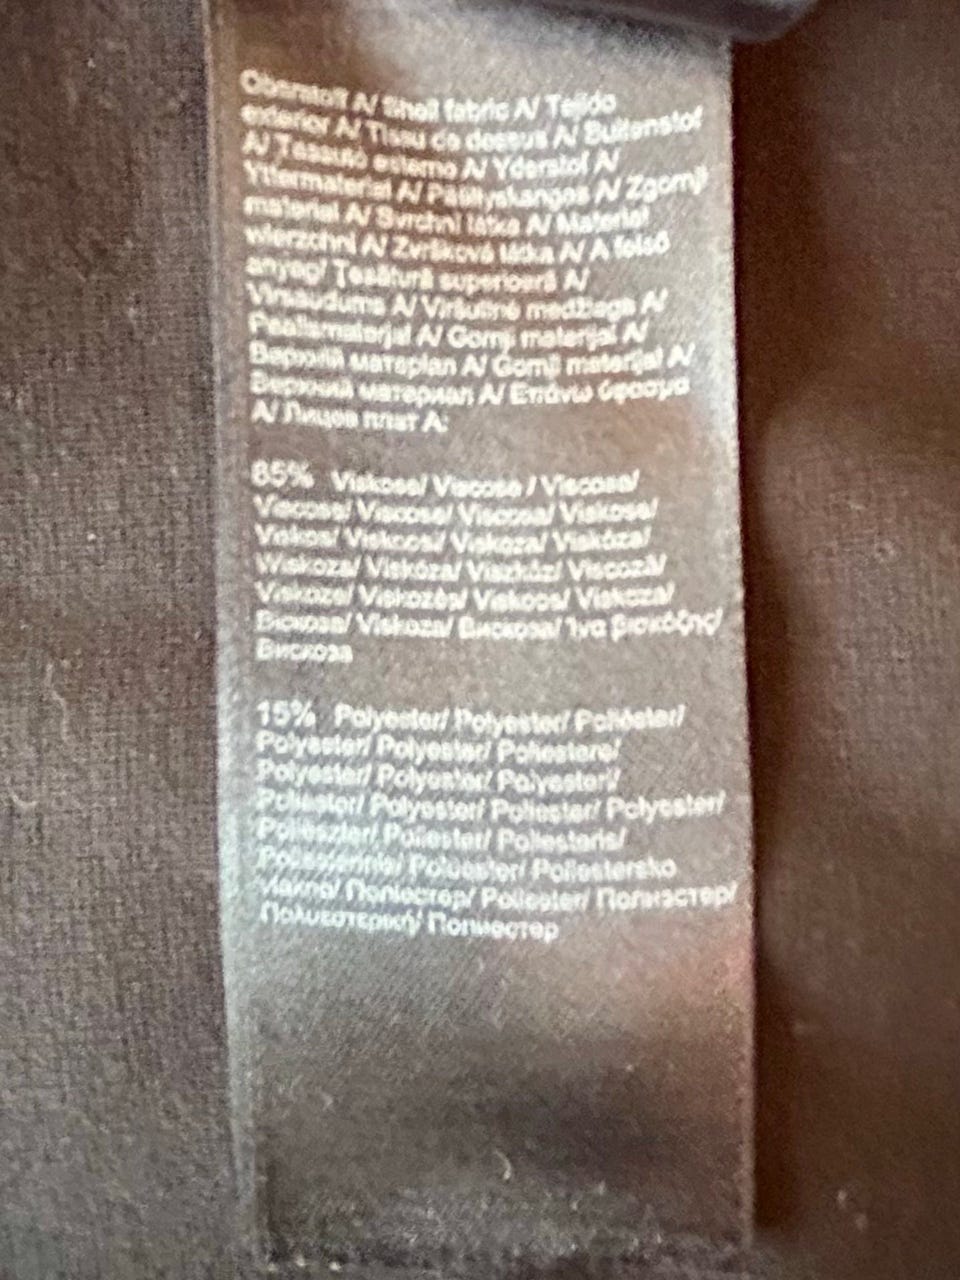 Oberstoff A/ Shell fabric A/ Tejido
exterior A/ Tissu de dessus A/ Buitenstof
A/ Tessuto esterno A/ Yderstof A/
Yttermaterial A/ Päällyskangas A/ Zgornji
material A/ Svrchní látka A/ Materiał
wierzchni A/ Zvršková látka A/ A felső
anyag/ Țesătură superioară A/
Virsaudums A/ Viršutinė medžiaga A/
Pealismaterjal A/ Gornji materijal A/
Верхній матеріал A/ Gornji materijal A/
Верхний материал A/ Επάνω ύφασμα
A/ Лицев плат A:
85% Viskose/ Viscose / Viscosa/
Viscose/ Viscose/ Viscosa/ Viskose/
Viskos/ Viskoosi/ Viskoza/ Viskóza/
Wiskoza/ Viskóza/ Viszkóz/ Viscoză/
Viskoze/ Viskozė/ Viskoos/ Viskoza/
Віскоза/ Viskoza/ Вискоза/ Ίνα βισκόζης/
Вискоза
15% Polyester/ Polyester/ Poliéster/
Polyester/ Polyester/ Poliestere/
Polyester/ Polyester/ Polyesteri/
Poliester/ Polyester/ Poliester/ Polyester/
Poliészter/ Poliester/ Poliesteris/
Poliesterinis/ Polüester/ Poliestersko
vlakno/ Поліестер/ Poliester/ Полиэстер/
Πολυεστερική/ Полиестер